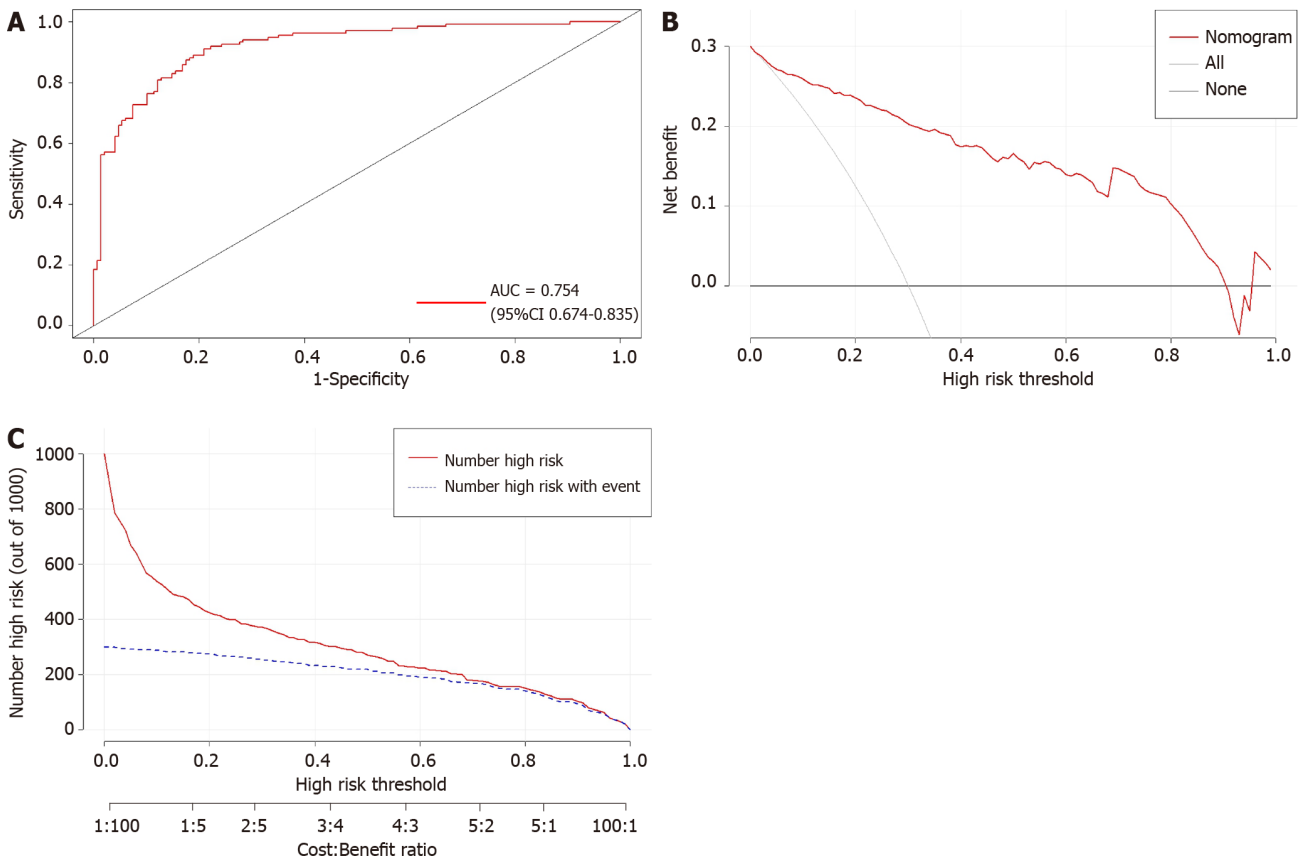 A
1.0
0.8
0.6
0.4
0.2
0.0
Sensitivity
AUC = 0.754
(95%CI 0.674-0.835)
0.0 0.2 0.4 0.6 0.8 1.0
1-Specificity
B
Nomogram
All
None
0.3
0.2
0.1
0.0
Net benefit
0.0 0.2 0.4 0.6 0.8 1.0
High risk threshold
C
Number high risk
Number high risk with event
1000
800
600
400
200
0
Number high risk (out of 1000)
0.0 0.2 0.4 0.6 0.8 1.0
High risk threshold
1:100 1:5 2:5 3:4 4:3 5:2 5:1 100:1
Cost:Benefit ratio